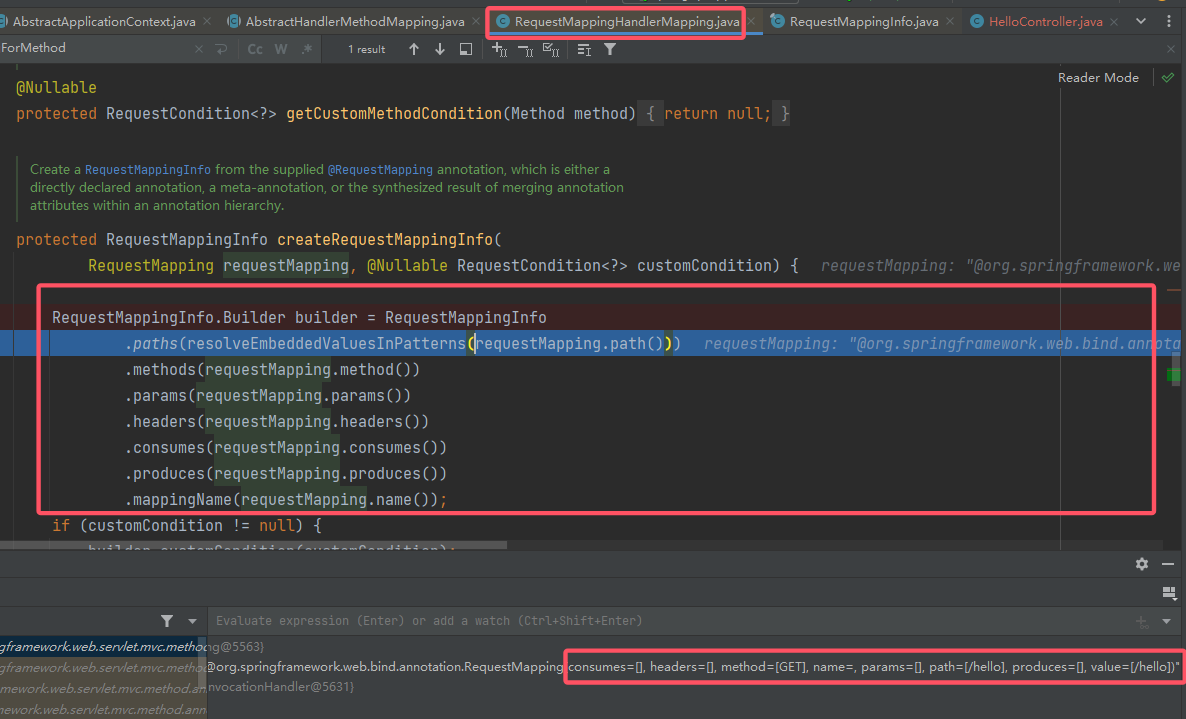 AbstractApplicationContext.java AbstractHandlerMethodMapping.java RequestMappingHandlerMapping.java RequestMappingInfo.java HelloController.java
ForMethod Cc W .* 1 result
Reader Mode
@Nullable
protected RequestCondition<?> getCustomMethodCondition(Method method) { return null; }
Create a RequestMappingInfo from the supplied @RequestMapping annotation, which is either a
directly declared annotation, a meta-annotation, or the synthesized result of merging annotation
attributes within an annotation hierarchy.
protected RequestMappingInfo createRequestMappingInfo(
RequestMapping requestMapping, @Nullable RequestCondition<?> customCondition) { requestMapping: "@org.springframework.we
RequestMappingInfo.Builder builder = RequestMappingInfo
.paths(resolveEmbeddedValuesInPatterns(requestMapping.path())) requestMapping: "@org.springframework.web.bind.annota
.methods(requestMapping.method())
.params(requestMapping.params())
.headers(requestMapping.headers())
.consumes(requestMapping.consumes())
.produces(requestMapping.produces())
.mappingName(requestMapping.name());
if (customCondition != null) {
builder.customCondition(customCondition);
Evaluate expression (Enter) or add a watch (Ctrl+Shift+Enter)
gframework.web.servlet.mvc.method ng@5563}
gframework.web.servlet.mvc.method @org.springframework.web.bind.annotation.RequestMapping(consumes=[], headers=[], method=[GET], name=, params=[], path=[/hello], produces=[], value=[/hello])"
mework.web.servlet.mvc.method.an nvocationHandler@5631}
ework.web.servlet.mvc.method.ann